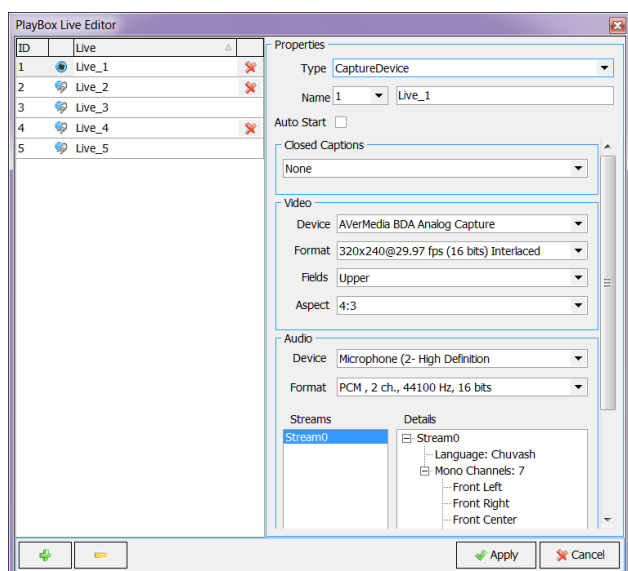 PlayBox Live Editor
ID Live
1 Live_1
2 Live_2
3 Live_3
4 Live_4
5 Live_5
Properties
Type CaptureDevice
Name 1 Live_1
Auto Start
Closed Captions
None
Video
Device AVerMedia BDA Analog Capture
Format 320x240@29.97 fps (16 bits) Interlaced
Fields Upper
Aspect 4:3
Audio
Device Microphone (2- High Definition
Format PCM , 2 ch., 44100 Hz, 16 bits
Streams Details
Stream0 Stream0
Language: Chuvash
Mono Channels: 7
Front Left
Front Right
Front Center
Apply Cancel